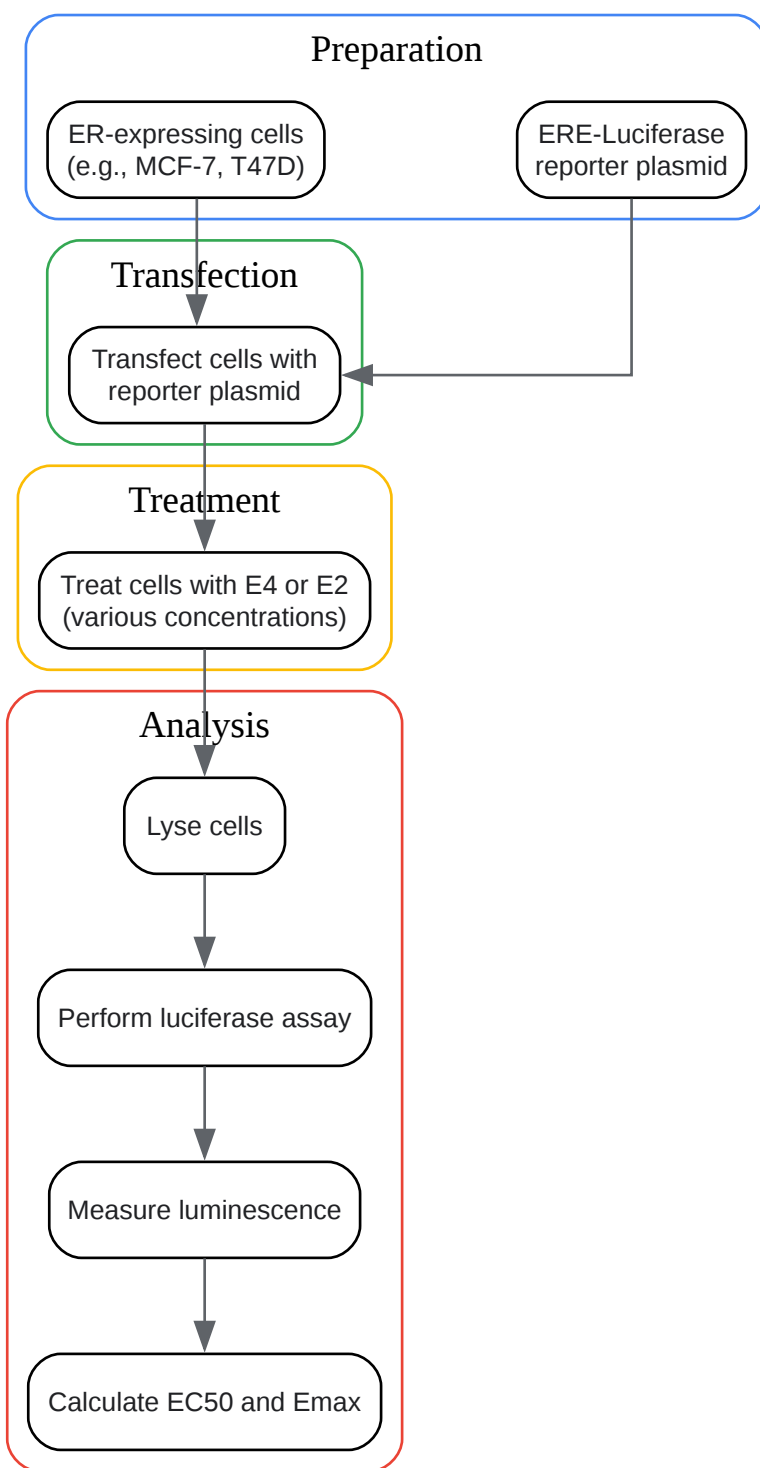 Preparation
ER-expressing cells
(e.g., MCF-7, T47D)
ERE-Luciferase
reporter plasmid
Transfection
Transfect cells with
reporter plasmid
Treatment
Treat cells with E4 or E2
(various concentrations)
Analysis
Lyse cells
Perform luciferase assay
Measure luminescence
Calculate EC50 and Emax